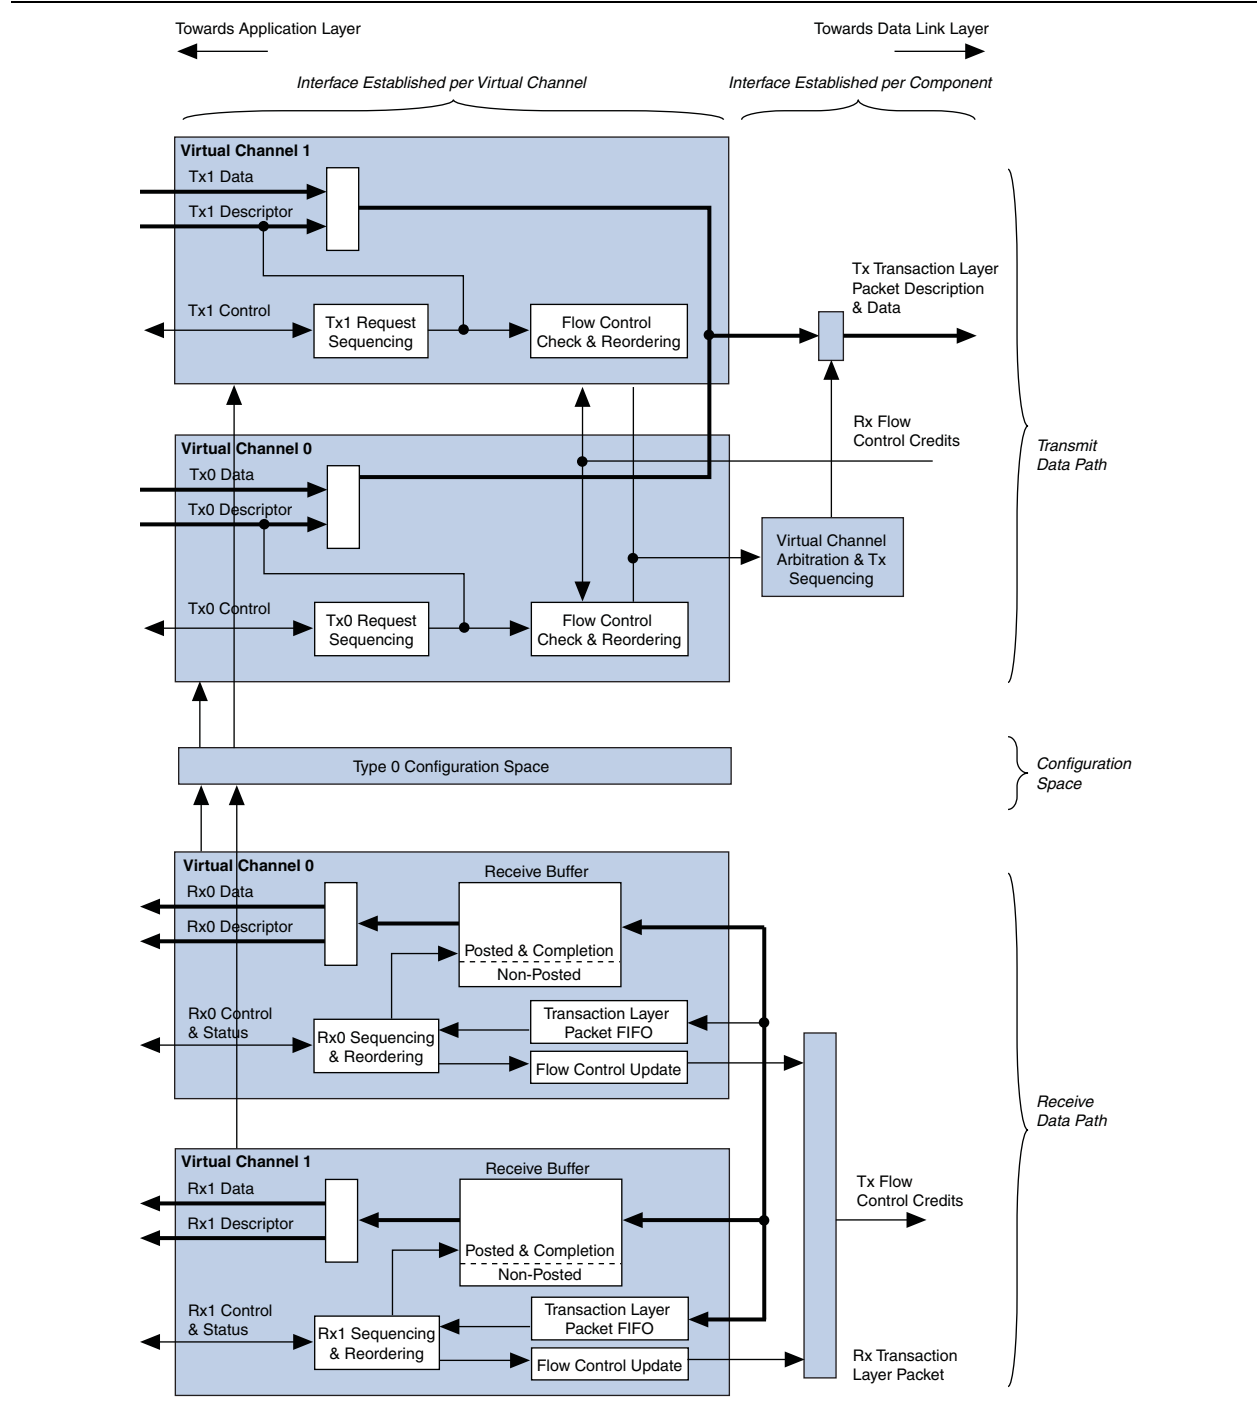 Towards Application Layer
Towards Data Link Layer
Interface Established per Virtual Channel
Interface Established per Component
Virtual Channel 1
Tx1 Data
Tx1 Descriptor
Tx1 Control
Tx1 Request
Sequencing
Flow Control
Check & Reordering
Tx Transaction Layer
Packet Description
& Data
Rx Flow
Control Credits
Transmit
Data Path
Virtual Channel 0
Tx0 Data
Tx0 Descriptor
Tx0 Control
Tx0 Request
Sequencing
Flow Control
Check & Reordering
Virtual Channel
Arbitration & Tx
Sequencing
Type 0 Configuration Space
Configuration
Space
Virtual Channel 0
Receive Buffer
Rx0 Data
Rx0 Descriptor
Posted & Completion
Non-Posted
Rx0 Control
& Status
Rx0 Sequencing
& Reordering
Transaction Layer
Packet FIFO
Flow Control Update
Receive
Data Path
Virtual Channel 1
Receive Buffer
Rx1 Data
Rx1 Descriptor
Tx Flow
Control Credits
Posted & Completion
Non-Posted
Rx1 Control
& Status
Rx1 Sequencing
& Reordering
Transaction Layer
Packet FIFO
Flow Control Update
Rx Transaction
Layer Packet